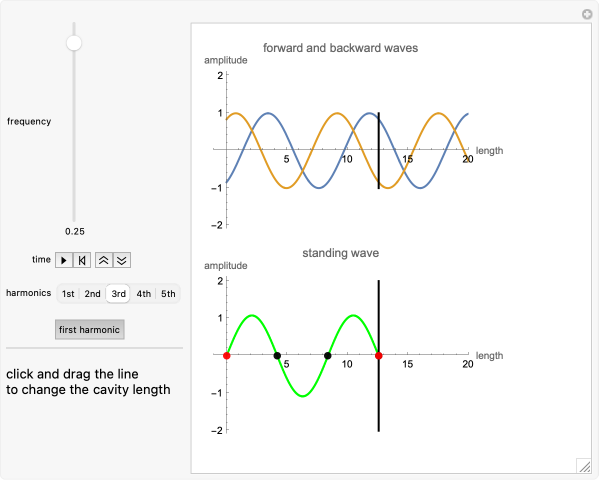 forward and backward waves
amplitude
2
1
-1
-2
5
10
15
20
length
frequency
0.25
time
harmonics
1st 2nd 3rd 4th 5th
first harmonic
click and drag the line
to change the cavity length
standing wave
amplitude
2
1
-1
-2
5
10
15
20
length